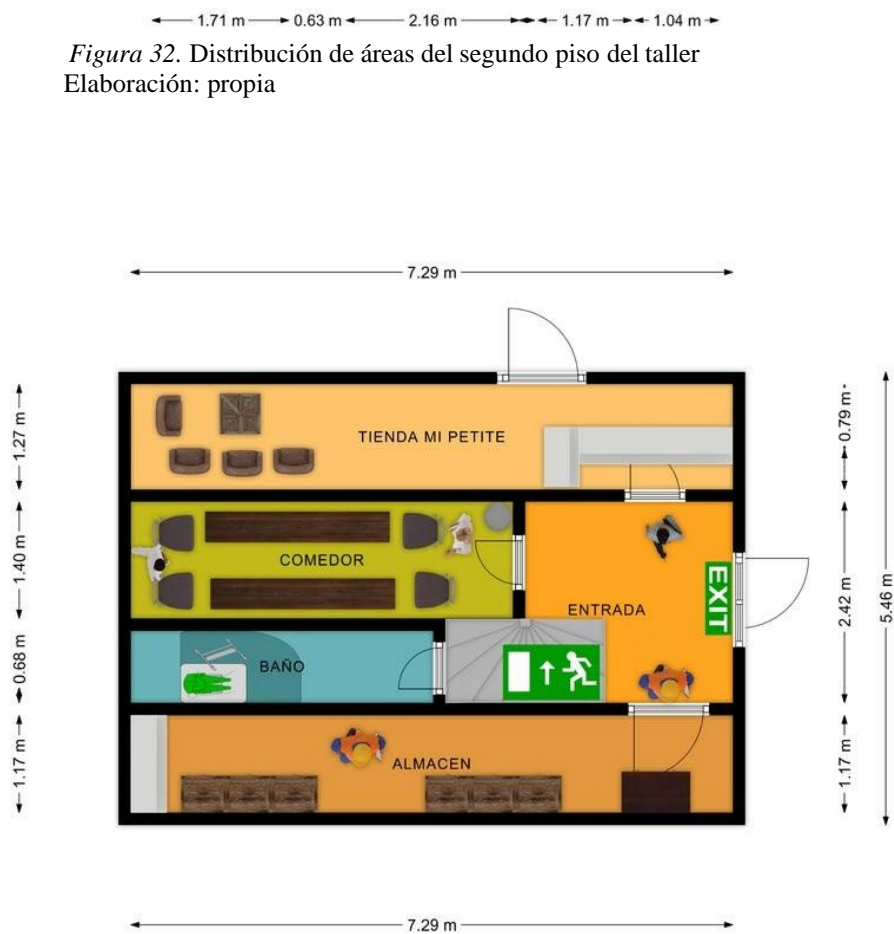 1.71 m 0.63 m 2.16 m 1.17 m 1.04 m
Figura 32. Distribución de áreas del segundo piso del taller
Elaboración: propia
7.29 m
1.27 m
0.79 m
TIENDA MI PETITE
1.40 m
COMEDOR
EXIT
ENTRADA
2.42 m
5.46 m
0.68 m
BAÑO
1.17 m
ALMACEN
1.17 m
7.29 m